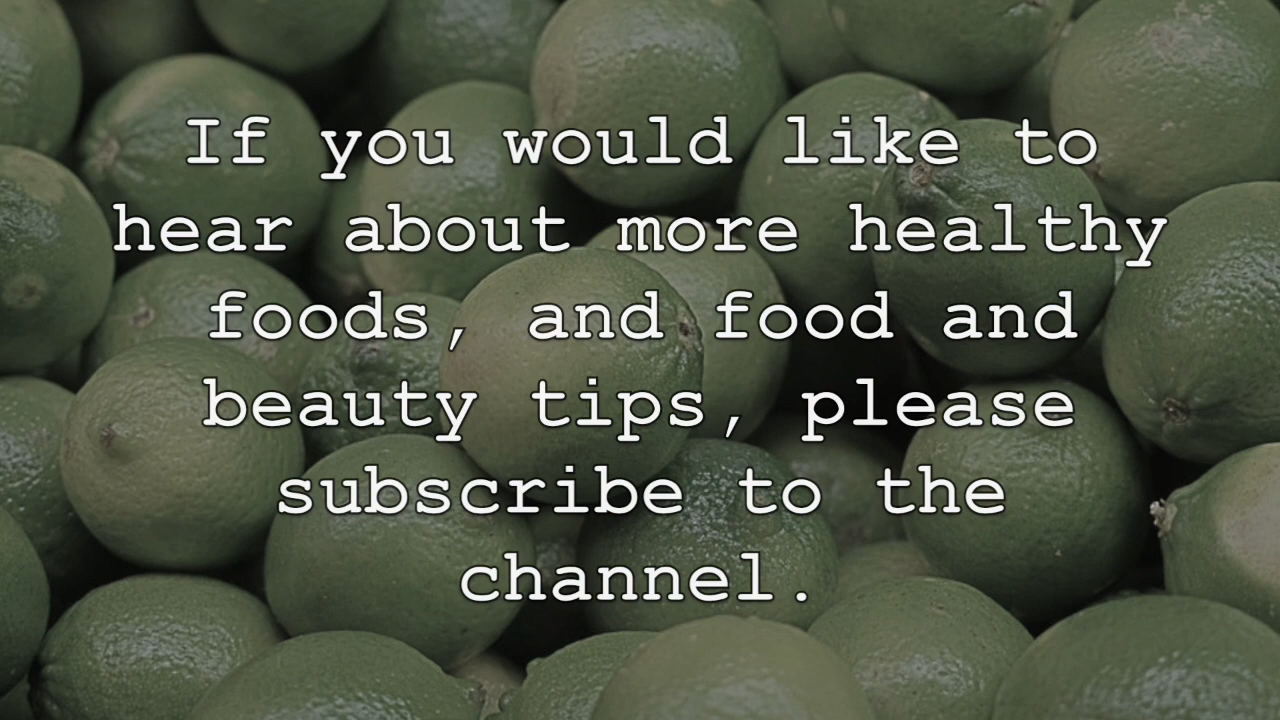 If you would like to
hear about more healthy
foods, and food and
beauty tips, please
subscribe to the
channel.